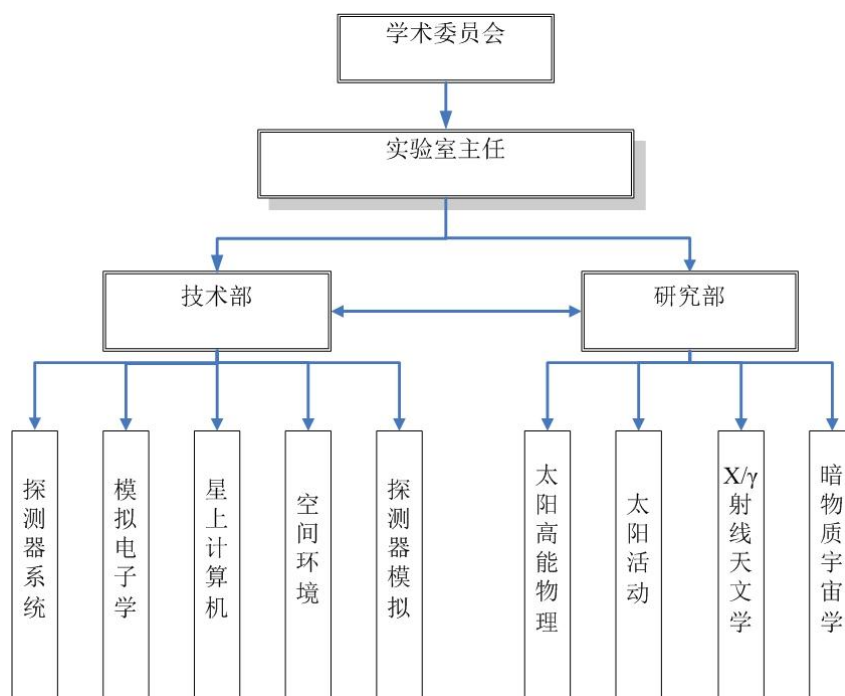 学术委员会
实验室主任
技术部
研究部
探测器系统
模拟电子学
星上计算机
空间环境
探测器模拟
太阳高能物理
太阳活动
X/γ射线天文学
暗物质宇宙学